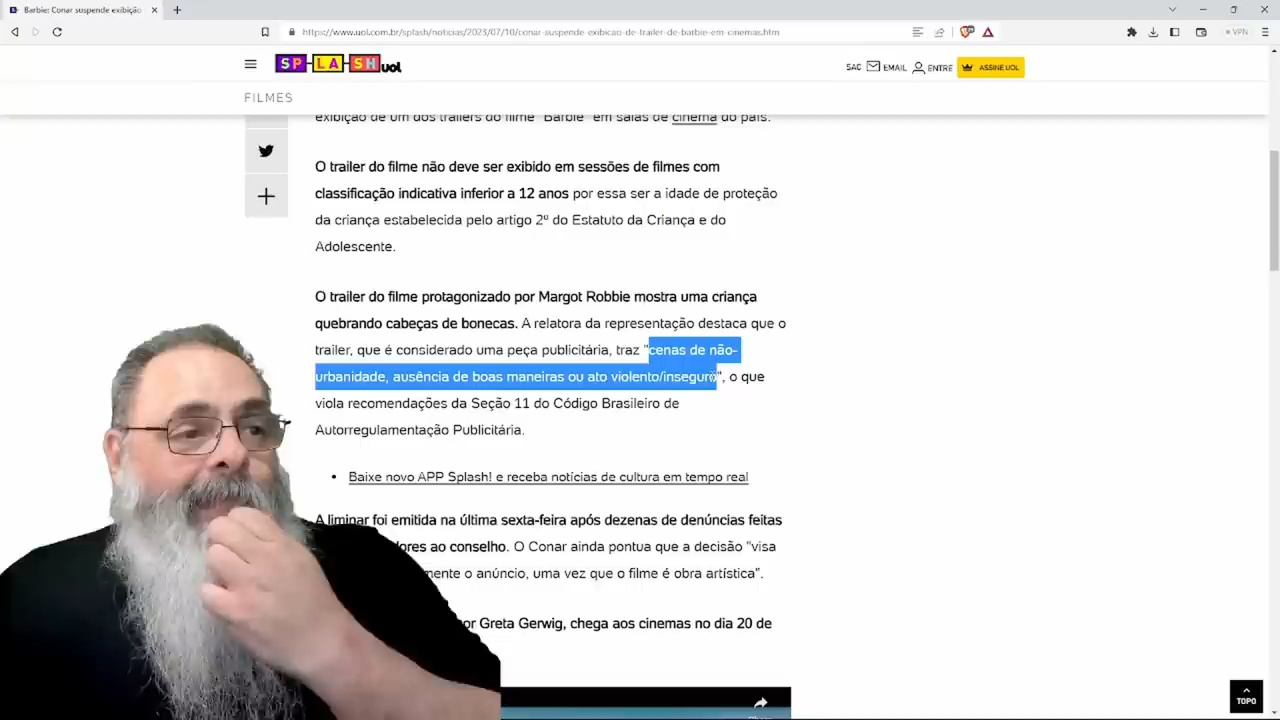 Barbie: Conar suspende exibição
https://www.uol.com.br/splash/noticias/2023/07/10/conar-suspende-exibicao-de-trailer-de-barbie-em-cinemas.htm
VPN
SPLASH uol
SAC EMAIL ENTRE ASSINE UOL
FILMES
exibição de um dos trailers do filme "Barbie" em salas de cinema do país.
O trailer do filme não deve ser exibido em sessões de filmes com
classificação indicativa inferior a 12 anos por essa ser a idade de proteção
da criança estabelecida pelo artigo 2º do Estatuto da Criança e do
Adolescente.
O trailer do filme protagonizado por Margot Robbie mostra uma criança
quebrando cabeças de bonecas. A relatora da representação destaca que o
trailer, que é considerado uma peça publicitária, traz "cenas de não-
urbanidade, ausência de boas maneiras ou ato violento/inseguro", o que
viola recomendações da Seção 11 do Código Brasileiro de
Autorregulamentação Publicitária.
• Baixe novo APP Splash! e receba notícias de cultura em tempo real
A liminar foi emitida na última sexta-feira após dezenas de denúncias feitas
ao conselho. O Conar ainda pontua que a decisão "visa
o anúncio, uma vez que o filme é obra artística".
Greta Gerwig, chega aos cinemas no dia 20 de
TOPO